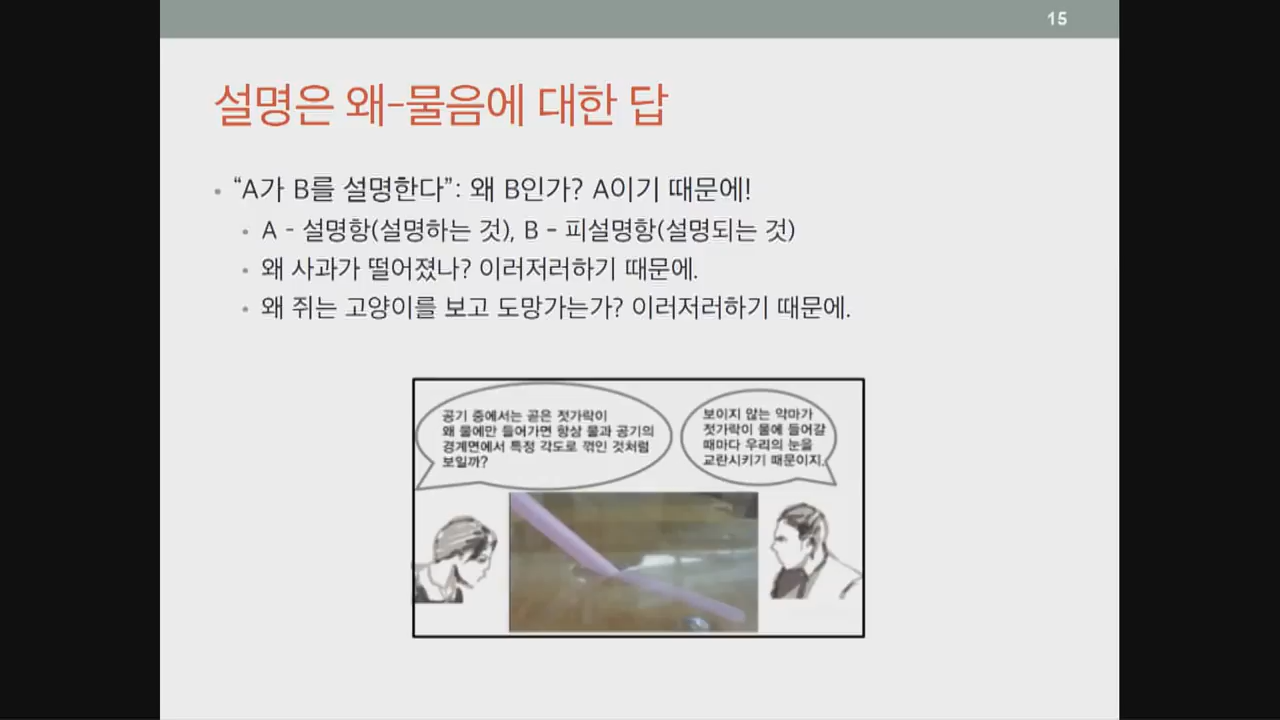 15
설명은 왜-물음에 대한 답
• “A가 B를 설명한다”: 왜 B인가? A이기 때문에!
• A - 설명항(설명하는 것), B - 피설명항(설명되는 것)
• 왜 사과가 떨어졌나? 이러저러하기 때문에.
• 왜 쥐는 고양이를 보고 도망가는가? 이러저러하기 때문에.
공기 중에서는 곧은 젓가락이
왜 물에만 들어가면 항상 물과 공기의
경계면에서 특정 각도로 꺾인 것처럼
보일까?
보이지 않는 악마가
젓가락이 물에 들어갈
때마다 우리의 눈을
교란시키기 때문이지.